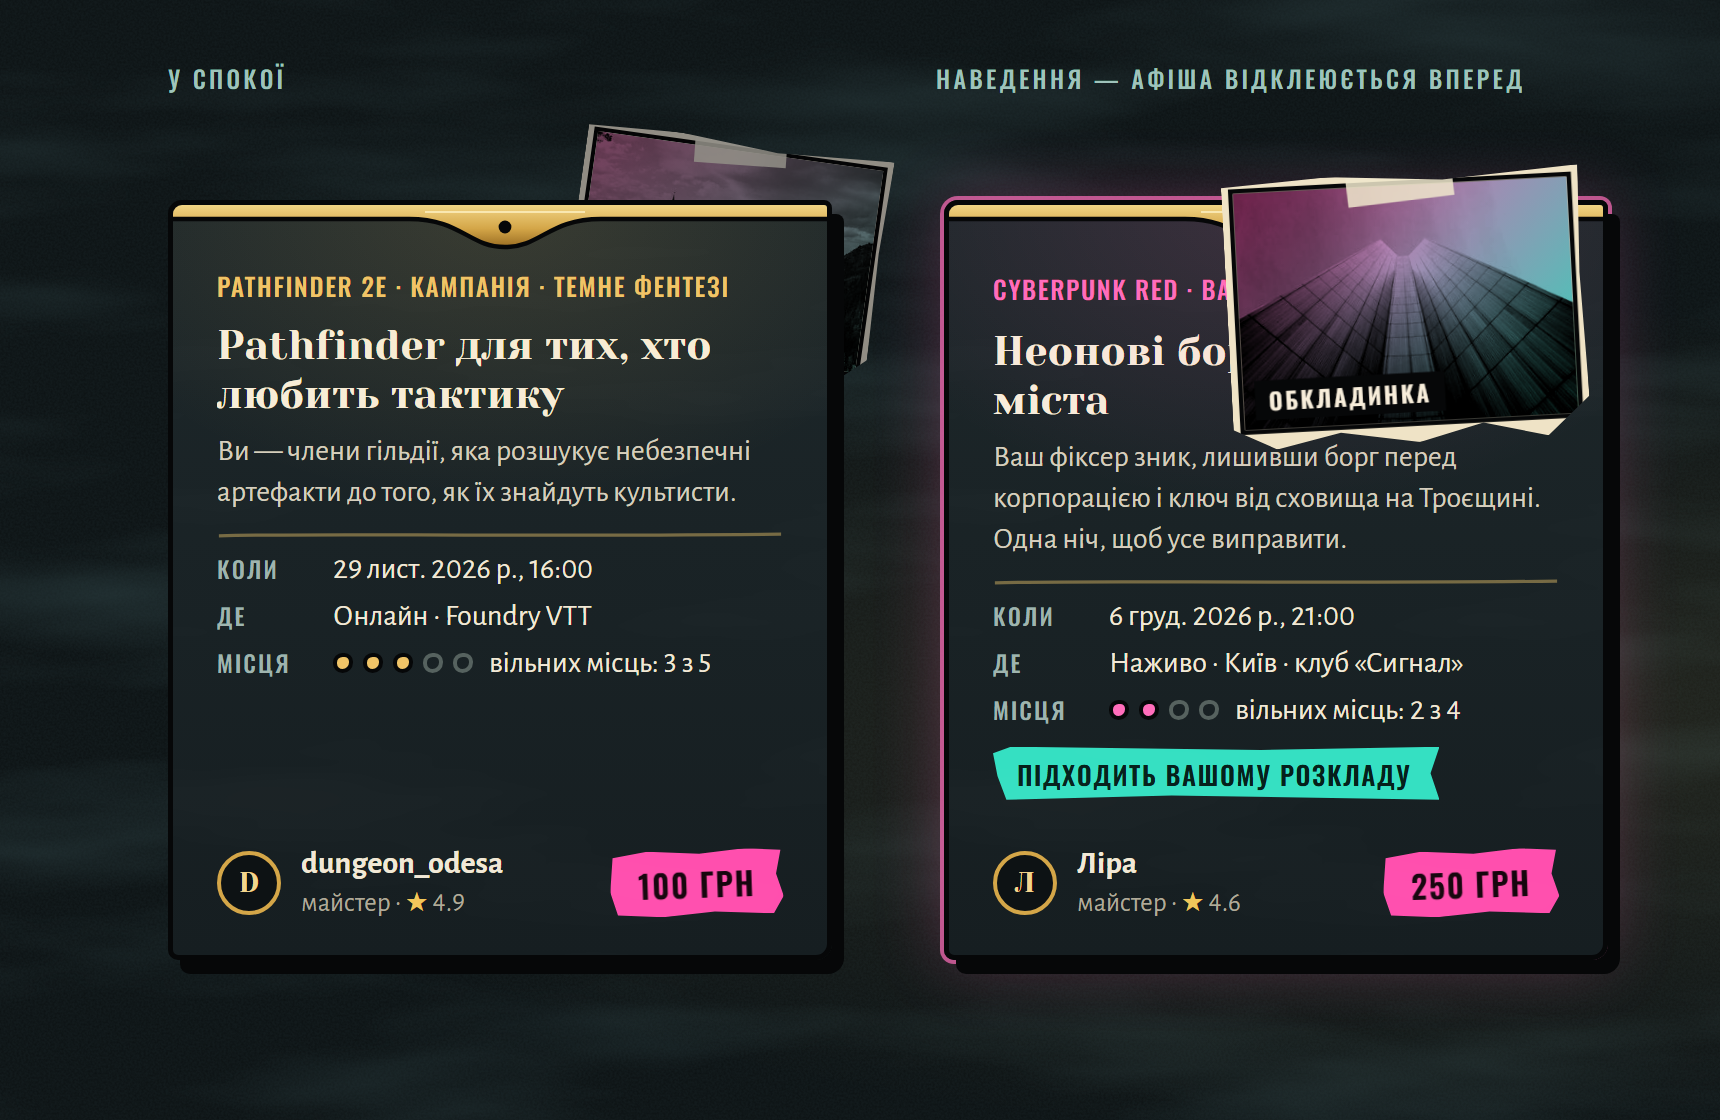 У СПОКОЇ
НАВЕДЕННЯ — АФІША ВІДКЛЕЮЄТЬСЯ ВПЕРЕД
PATHFINDER 2E · КАМПАНІЯ · ТЕМНЕ ФЕНТЕЗІ
Pathfinder для тих, хто
любить тактику
Ви — члени гільдії, яка розшукує небезпечні
артефакти до того, як їх знайдуть культисти.
КОЛИ 29 лист. 2026 р., 16:00
ДЕ Онлайн · Foundry VTT
МІСЦЯ вільних місць: 3 з 5
D dungeon_odesa
майстер · ★ 4.9
100 ГРН
CYBERPUNK RED ·
Неонові
міста
ОБКЛАДИНКА
Ваш фіксер зник, лишивши борг перед
корпорацією і ключ від сховища на Троєщині.
Одна ніч, щоб усе виправити.
КОЛИ 6 груд. 2026 р., 21:00
ДЕ Наживо · Київ · клуб «Сигнал»
МІСЦЯ вільних місць: 2 з 4
ПІДХОДИТЬ ВАШОМУ РОЗКЛАДУ
Л Ліра
майстер · ★ 4.6
250 ГРН